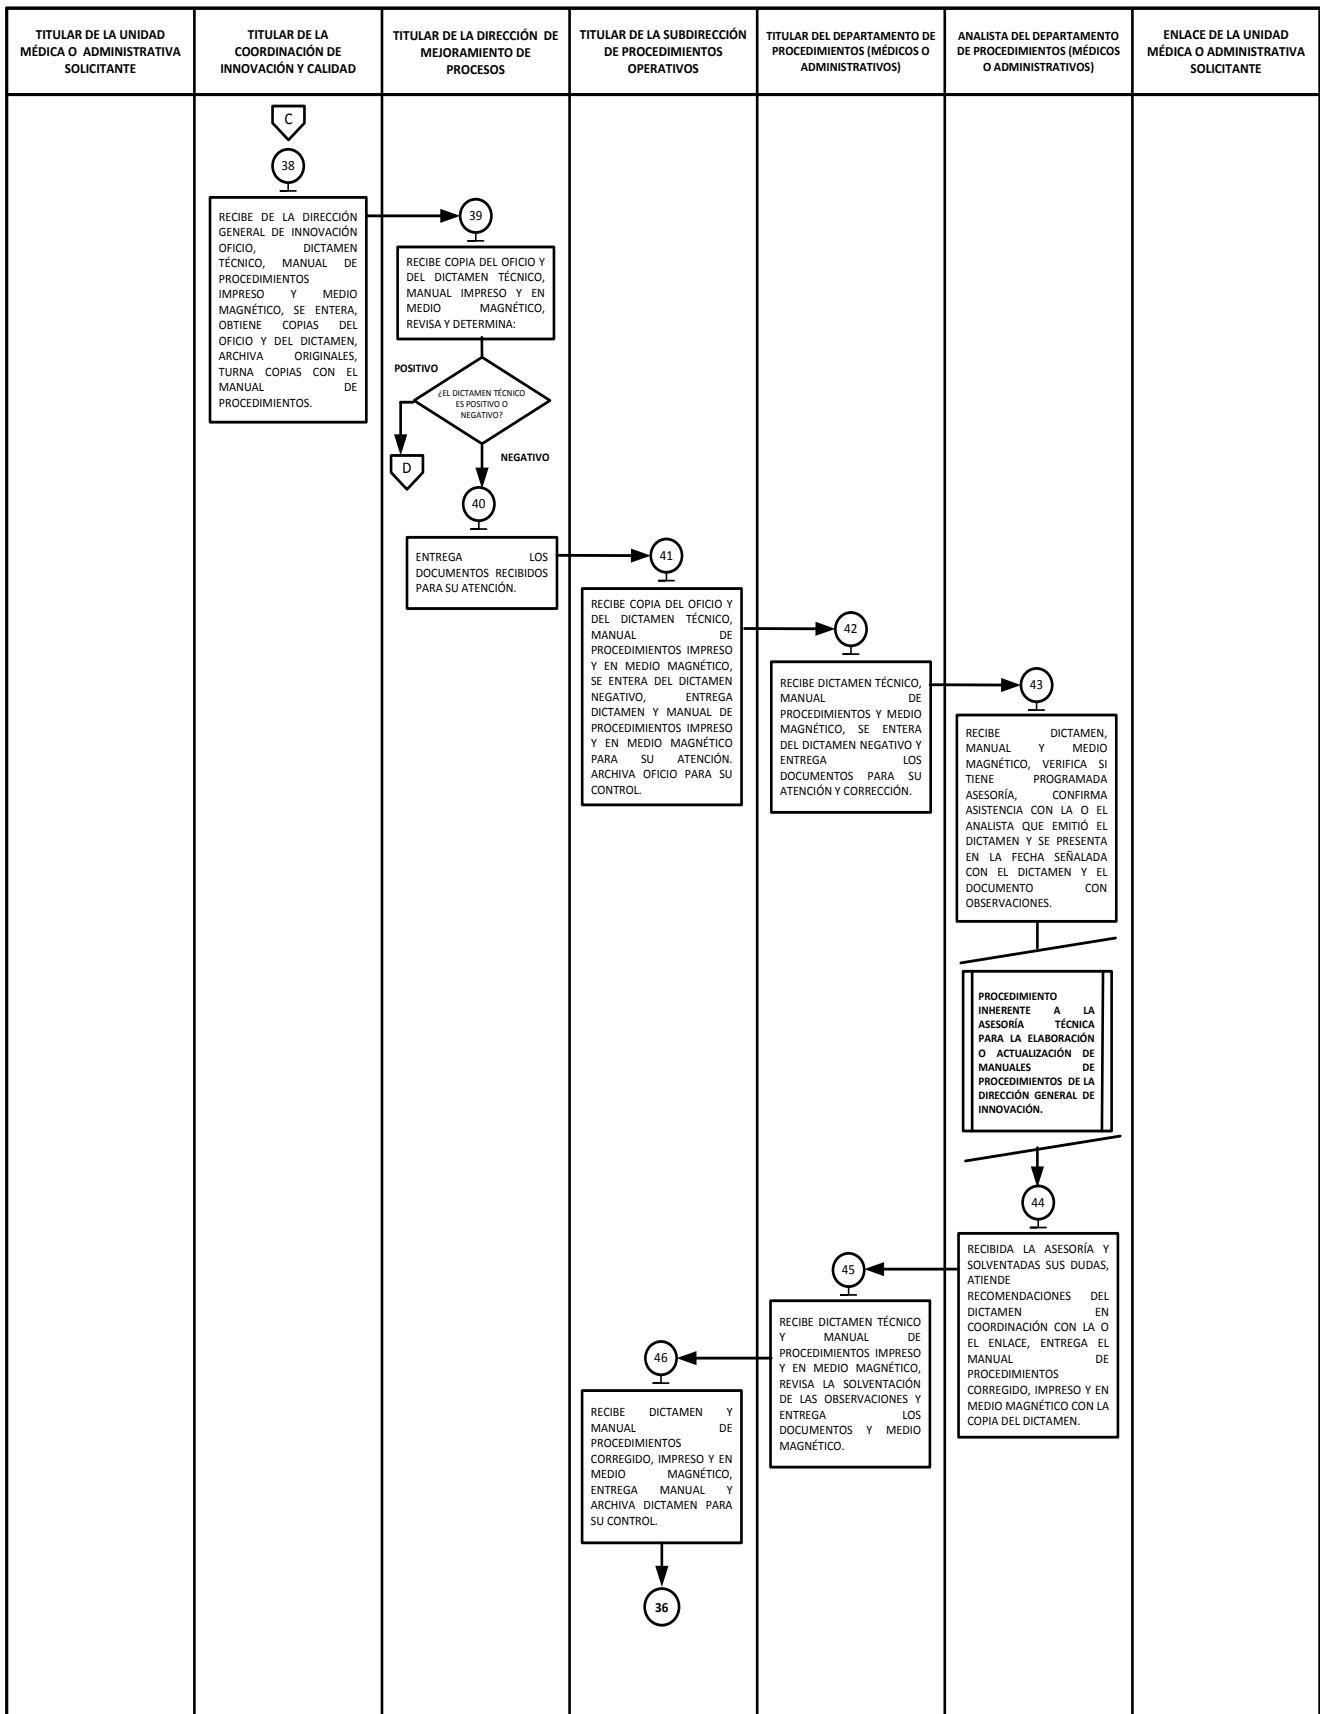 TITULAR DE LA UNIDAD
MÉDICA O ADMINISTRATIVA
SOLICITANTE
TITULAR DE LA
COORDINACIÓN DE
INNOVACIÓN Y CALIDAD
TITULAR DE LA DIRECCIÓN DE
MEJORAMIENTO DE
PROCESOS
TITULAR DE LA SUBDIRECCIÓN
DE PROCEDIMIENTOS
OPERATIVOS
TITULAR DEL DEPARTAMENTO DE
PROCEDIMIENTOS (MÉDICOS O
ADMINISTRATIVOS)
ANALISTA DEL DEPARTAMENTO
DE PROCEDIMIENTOS (MÉDICOS
O ADMINISTRATIVOS)
ENLACE DE LA UNIDAD
MÉDICA O ADMINISTRATIVA
SOLICITANTE
C
38
RECIBE DE LA DIRECCIÓN
GENERAL DE INNOVACIÓN
OFICIO, DICTAMEN
TÉCNICO, MANUAL DE
PROCEDIMIENTOS
IMPRESO Y MEDIO
MAGNÉTICO, SE ENTERA,
OBTIENE COPIAS DEL
OFICIO Y DEL DICTAMEN,
ARCHIVA ORIGINALES,
TURNA COPIAS CON EL
MANUAL DE
PROCEDIMIENTOS.
39
RECIBE COPIA DEL OFICIO Y
DEL DICTAMEN TÉCNICO,
MANUAL IMPRESO Y EN
MEDIO MAGNÉTICO,
REVISA Y DETERMINA:
POSITIVO
¿EL DICTAMEN TÉCNICO
ES POSITIVO O
NEGATIVO?
D
NEGATIVO
40
ENTREGA LOS
DOCUMENTOS RECIBIDOS
PARA SU ATENCIÓN.
41
RECIBE COPIA DEL OFICIO Y
DEL DICTAMEN TÉCNICO,
MANUAL DE
PROCEDIMIENTOS IMPRESO
Y EN MEDIO MAGNÉTICO,
SE ENTERA DEL DICTAMEN
NEGATIVO, ENTREGA
DICTAMEN Y MANUAL DE
PROCEDIMIENTOS IMPRESO
Y EN MEDIO MAGNÉTICO
PARA SU ATENCIÓN.
ARCHIVA OFICIO PARA SU
CONTROL.
42
RECIBE DICTAMEN TÉCNICO,
MANUAL DE
PROCEDIMIENTOS Y MEDIO
MAGNÉTICO, SE ENTERA
DEL DICTAMEN NEGATIVO Y
ENTREGA LOS
DOCUMENTOS PARA SU
ATENCIÓN Y CORRECCIÓN.
43
RECIBE DICTAMEN,
MANUAL Y MEDIO
MAGNÉTICO, VERIFICA SI
TIENE PROGRAMADA
ASESORÍA, CONFIRMA
ASISTENCIA CON LA O EL
ANALISTA QUE EMITIÓ EL
DICTAMEN Y SE PRESENTA
EN LA FECHA SEÑALADA
CON EL DICTAMEN Y EL
DOCUMENTO CON
OBSERVACIONES.
PROCEDIMIENTO
INHERENTE A LA
ASESORÍA TÉCNICA
PARA LA ELABORACIÓN
O ACTUALIZACIÓN DE
MANUALES DE
PROCEDIMIENTOS DE LA
DIRECCIÓN GENERAL DE
INNOVACIÓN.
44
RECIBIDA LA ASESORÍA Y
SOLVENTADAS SUS DUDAS,
ATIENDE
RECOMENDACIONES DEL
DICTAMEN EN
COORDINACIÓN CON LA O
EL ENLACE, ENTREGA EL
MANUAL DE
PROCEDIMIENTOS
CORREGIDO, IMPRESO Y EN
MEDIO MAGNÉTICO CON LA
COPIA DEL DICTAMEN.
45
RECIBE DICTAMEN TÉCNICO
Y MANUAL DE
PROCEDIMIENTOS IMPRESO
Y EN MEDIO MAGNÉTICO,
REVISA LA SOLVENTACIÓN
DE LAS OBSERVACIONES Y
ENTREGA LOS
DOCUMENTOS Y MEDIO
MAGNÉTICO.
46
RECIBE DICTAMEN Y
MANUAL DE
PROCEDIMIENTOS
CORREGIDO, IMPRESO Y EN
MEDIO MAGNÉTICO,
ENTREGA MANUAL Y
ARCHIVA DICTAMEN PARA
SU CONTROL.
36